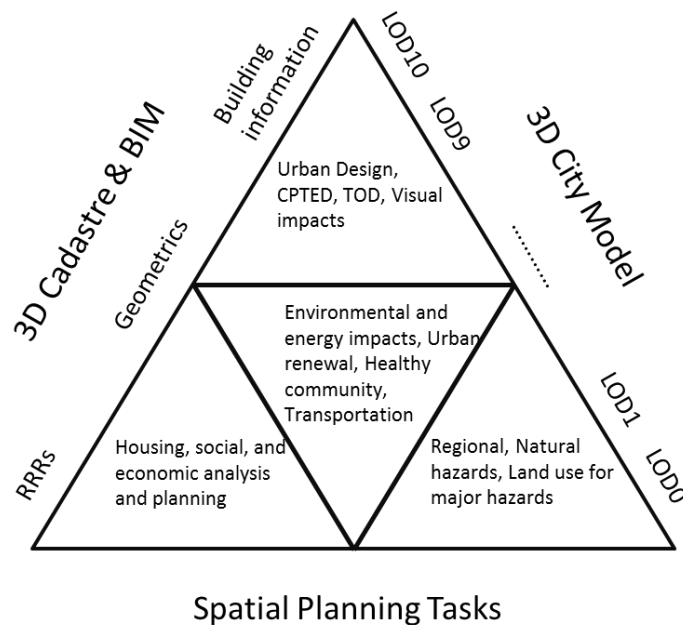 LOD10
Building
information
LOD9
3D Cadastre & BIM
3D City Model
Urban Design,
CPTED, TOD, Visual
impacts
Geometrics
Environmental and
energy impacts, Urban
renewal, Healthy
community,
Transportation
LOD1
RRRs
Housing, social, and
economic analysis
and planning
Regional, Natural
hazards, Land use for
major hazards
LOD0
Spatial Planning Tasks